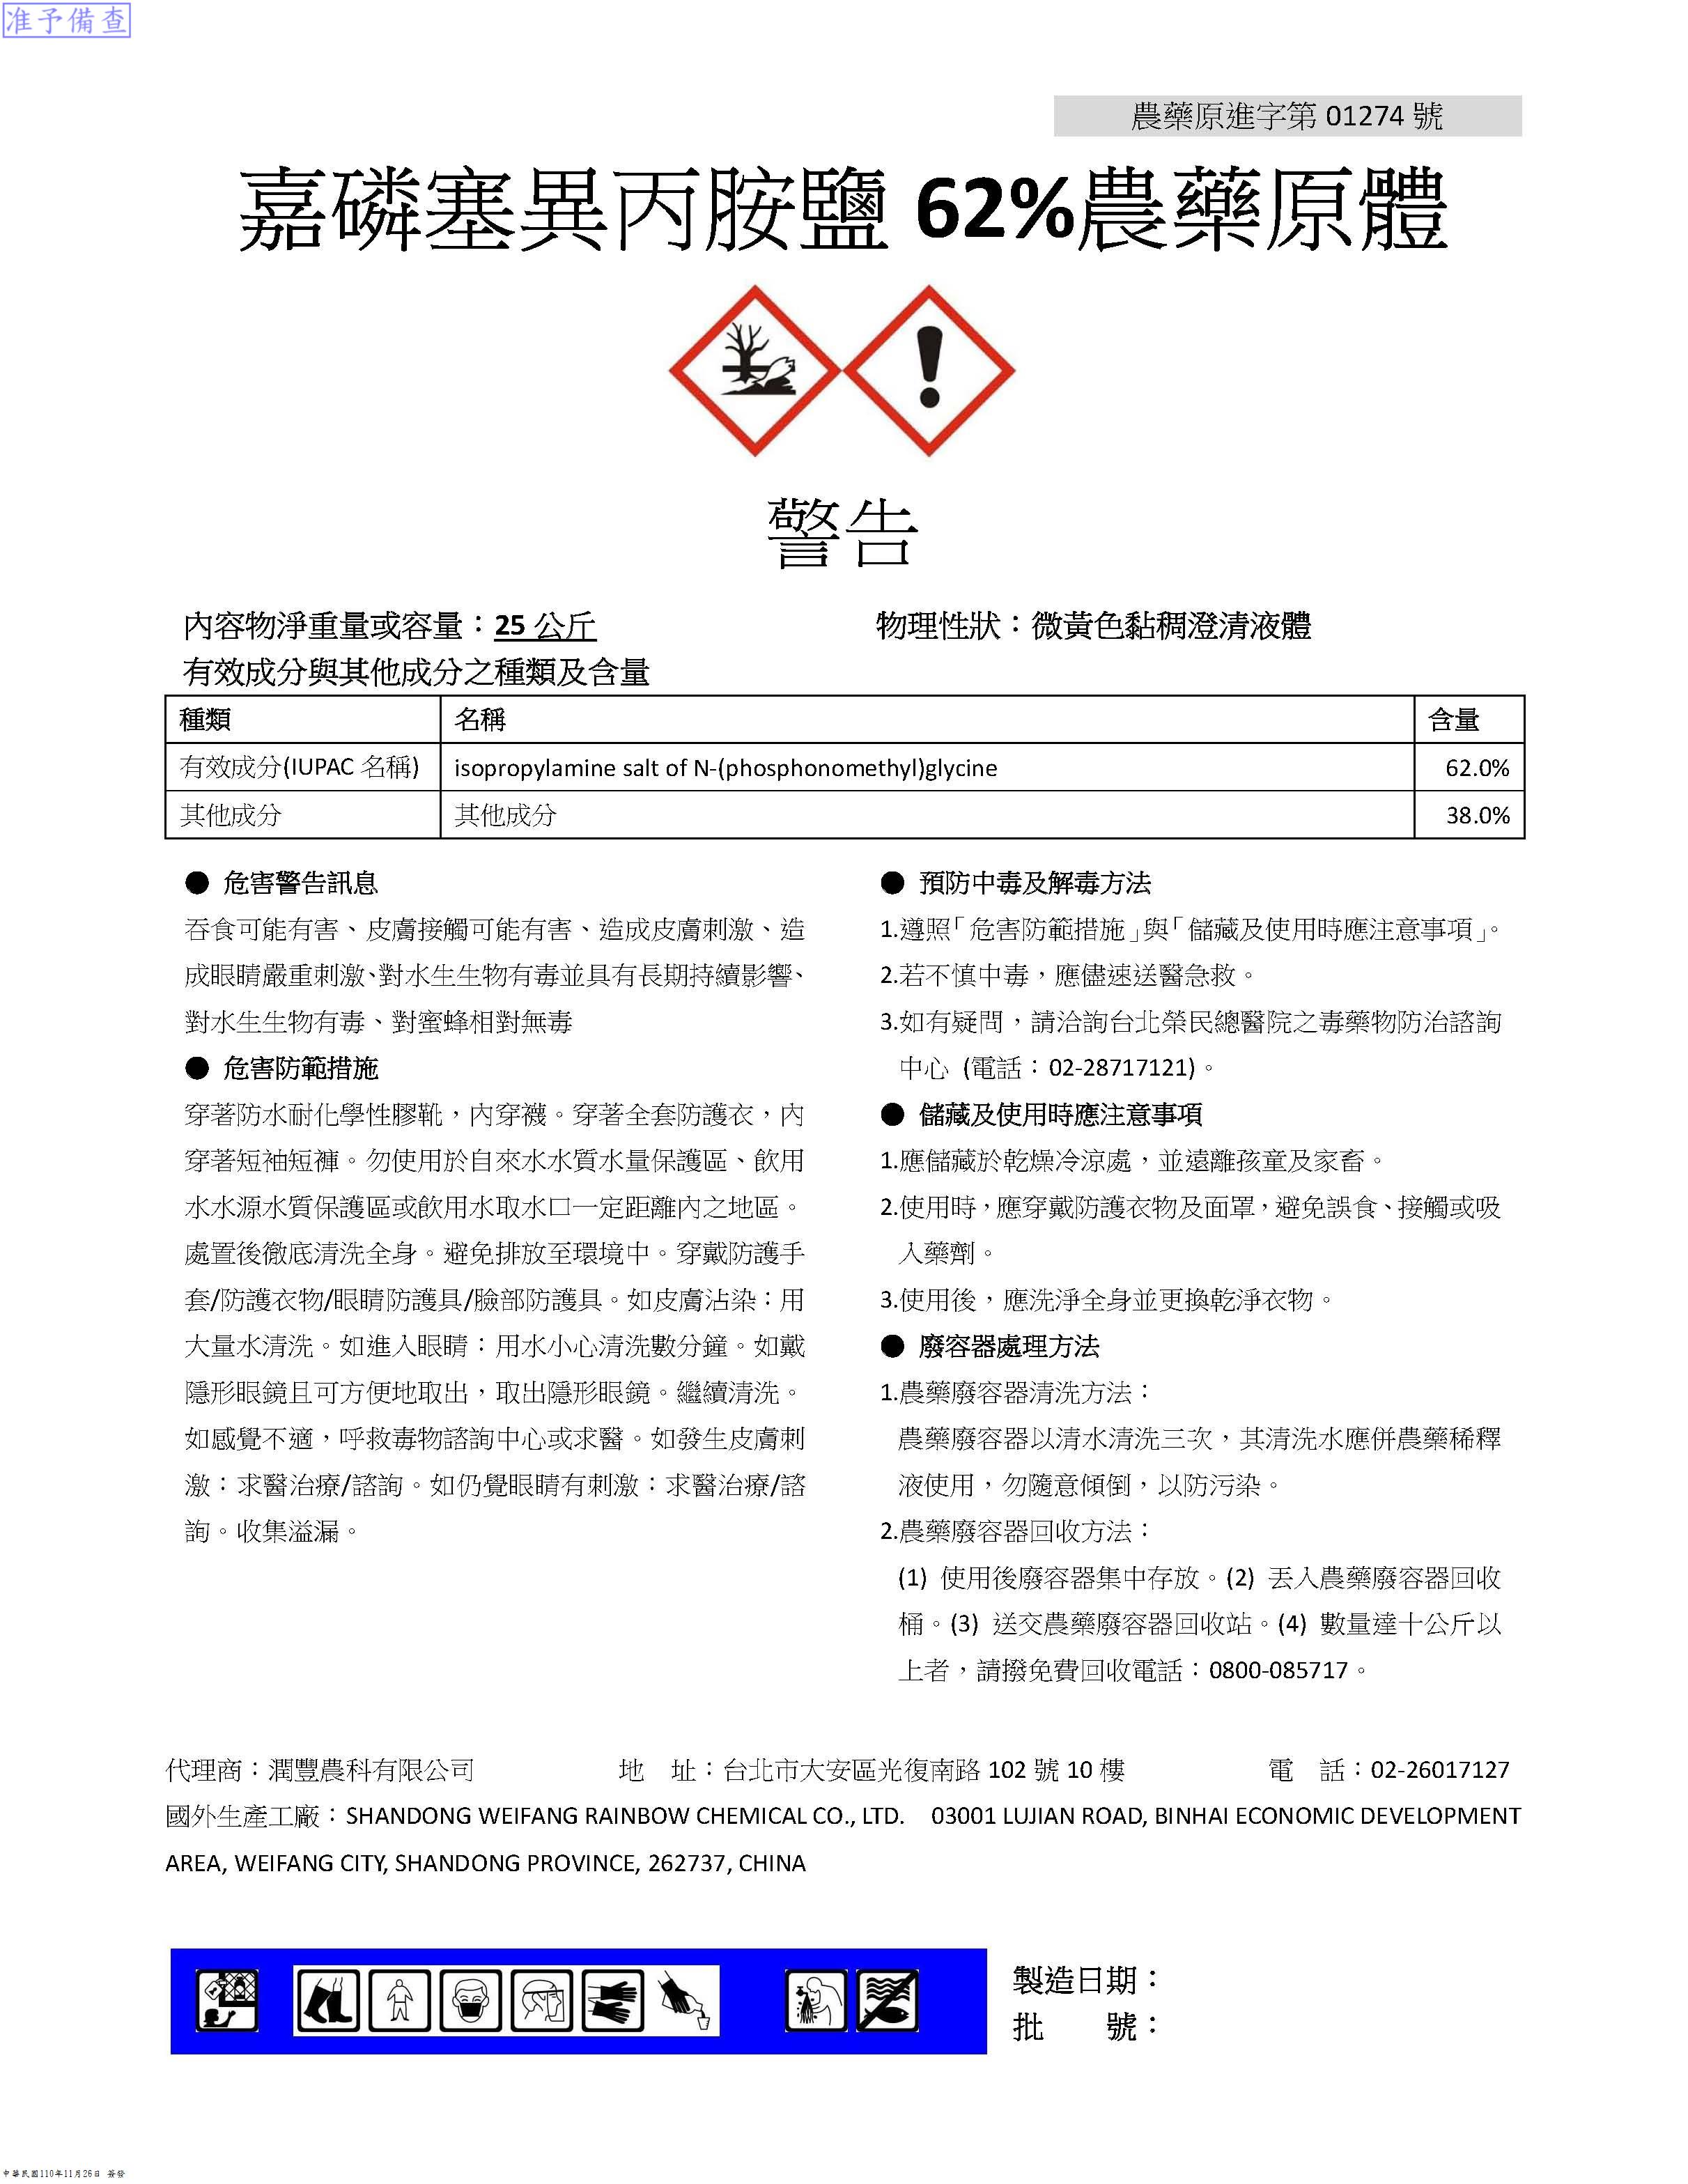 准予備查
農藥原進字第 01274 號
嘉磷塞異丙胺鹽 62%農藥原體
警告
內容物淨重量或容量：25 公斤 物理性狀：微黃色黏稠澄清液體
有效成分與其他成分之種類及含量
種類 名稱 含量
有效成分(IUPAC 名稱) isopropylamine salt of N-(phosphonomethyl)glycine 62.0%
其他成分 其他成分 38.0%
● 危害警告訊息
吞食可能有害、皮膚接觸可能有害、造成皮膚刺激、造
成眼睛嚴重刺激、對水生生物有毒並具有長期持續影響、
對水生生物有毒、對蜜蜂相對無毒
● 危害防範措施
穿著防水耐化學性膠靴，內穿襪。穿著全套防護衣，內
穿著短袖短褲。勿使用於自來水水質水量保護區、飲用
水水源水質保護區或飲用水取水口一定距離內之地區。
處置後徹底清洗全身。避免排放至環境中。穿戴防護手
套/防護衣物/眼睛防護具/臉部防護具。如皮膚沾染：用
大量水清洗。如進入眼睛：用水小心清洗數分鐘。如戴
隱形眼鏡且可方便地取出，取出隱形眼鏡。繼續清洗。
如感覺不適，呼救毒物諮詢中心或求醫。如發生皮膚刺
激：求醫治療/諮詢。如仍覺眼睛有刺激：求醫治療/諮
詢。收集溢漏。
● 預防中毒及解毒方法
1.遵照「危害防範措施」與「儲藏及使用時應注意事項」。
2.若不慎中毒，應儘速送醫急救。
3.如有疑問，請洽詢台北榮民總醫院之毒藥物防治諮詢
中心 (電話：02-28717121)。
● 儲藏及使用時應注意事項
1.應儲藏於乾燥冷涼處，並遠離孩童及家畜。
2.使用時，應穿戴防護衣物及面罩，避免誤食、接觸或吸
入藥劑。
3.使用後，應洗淨全身並更換乾淨衣物。
● 廢容器處理方法
1.農藥廢容器清洗方法：
農藥廢容器以清水清洗三次，其清洗水應併農藥稀釋
液使用，勿隨意傾倒，以防污染。
2.農藥廢容器回收方法：
(1) 使用後廢容器集中存放。(2) 丟入農藥廢容器回收
桶。(3) 送交農藥廢容器回收站。(4) 數量達十公斤以
上者，請撥免費回收電話：0800-085717。
代理商：潤豐農科有限公司 地 址：台北市大安區光復南路 102 號 10 樓 電 話：02-26017127
國外生產工廠：SHANDONG WEIFANG RAINBOW CHEMICAL CO., LTD. 03001 LUJIAN ROAD, BINHAI ECONOMIC DEVELOPMENT
AREA, WEIFANG CITY, SHANDONG PROVINCE, 262737, CHINA
製造日期：
批 號：
中華民國110年11月26日 簽發